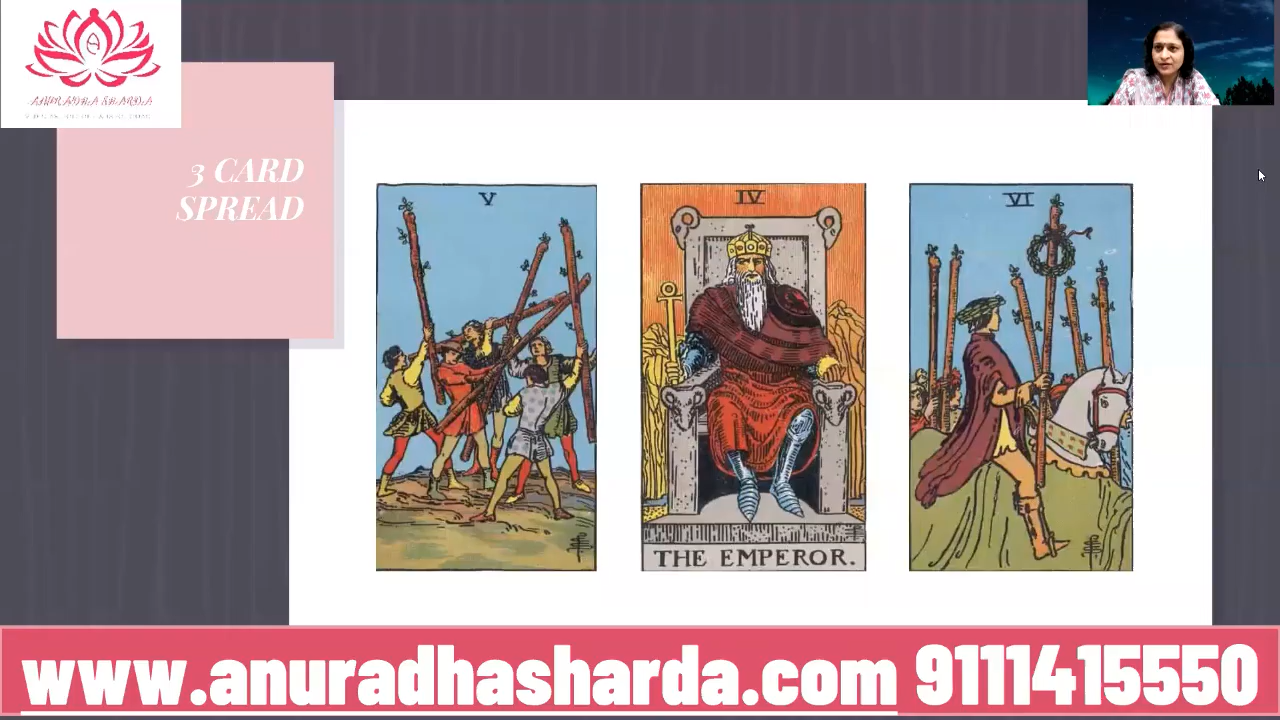 ANURADHA SHARDA
3 CARD
SPREAD
V
IV
VI
THE EMPEROR.
www.anuradhasharda.com 9111415550